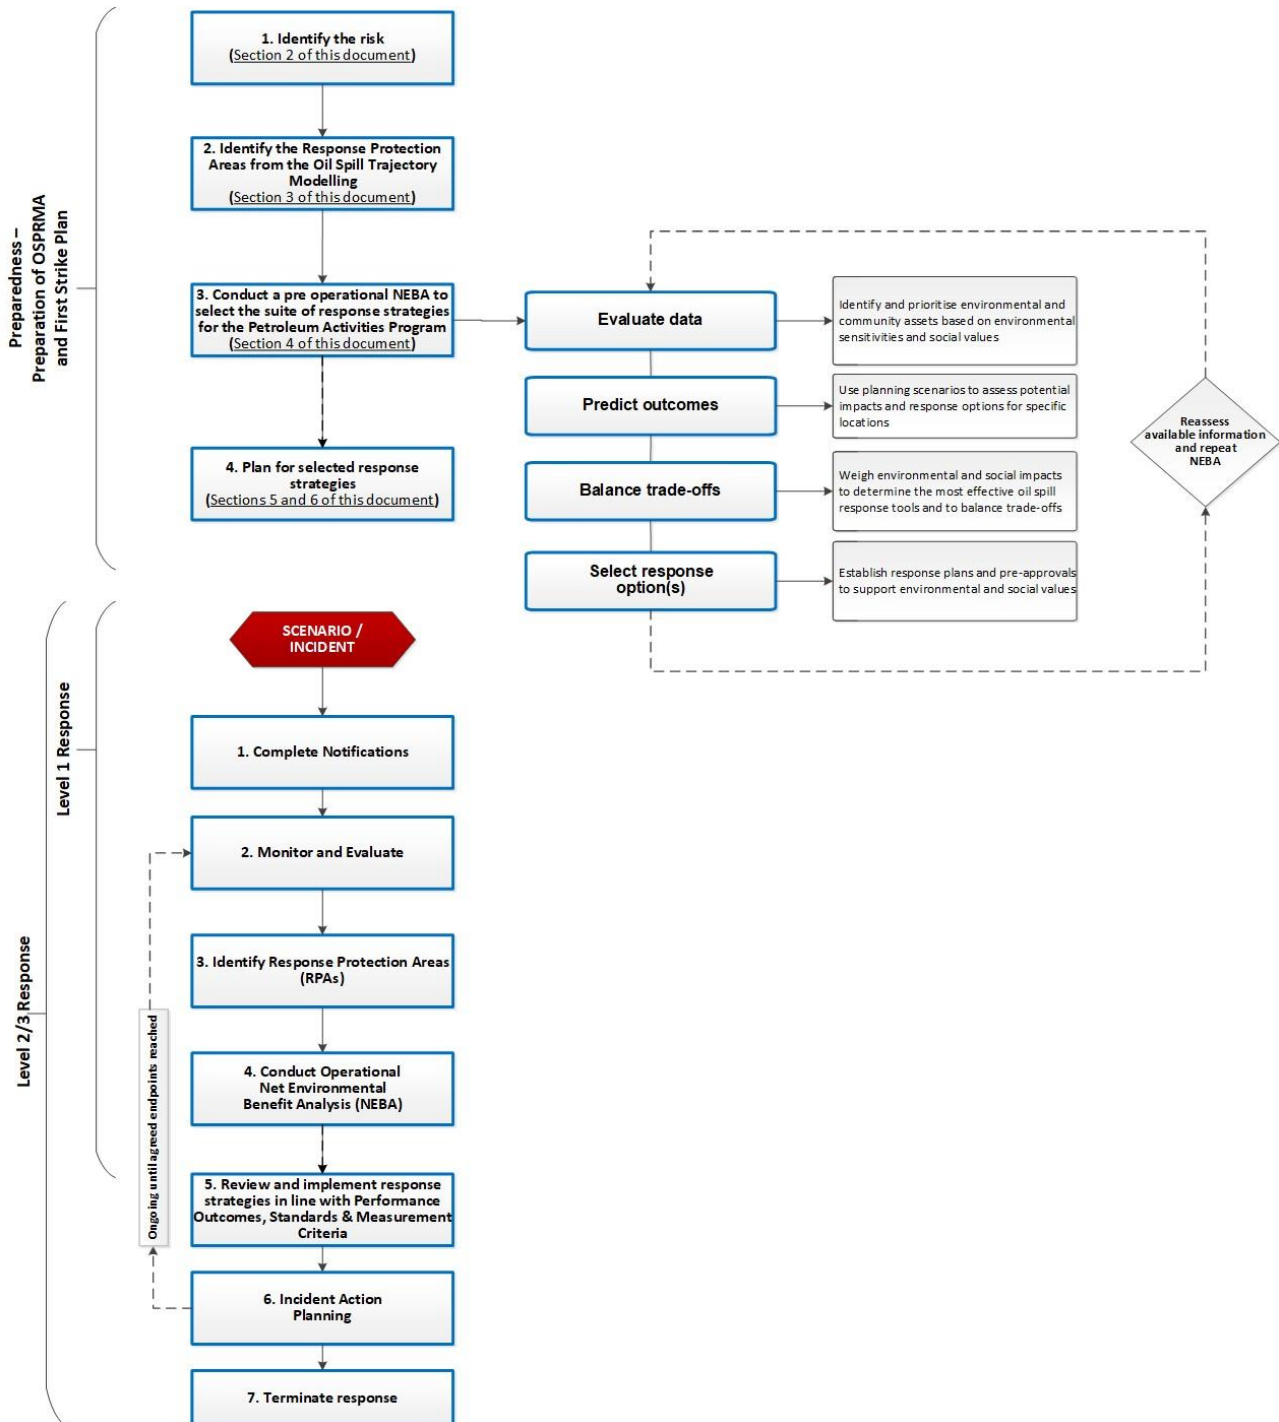 Preparedness –
Preparation of OSPRMA
and First Strike Plan
1. Identify the risk
(Section 2 of this document)
2. Identify the Response Protection
Areas from the Oil Spill Trajectory
Modelling
(Section 3 of this document)
3. Conduct a pre operational NEBA to
select the suite of response strategies
for the Petroleum Activities Program
(Section 4 of this document)
4. Plan for selected response
strategies
(Sections 5 and 6 of this document)
Evaluate data
Identify and prioritise environmental and
community assets based on environmental
sensitivities and social values
Predict outcomes
Use planning scenarios to assess potential
impacts and response options for specific
locations
Balance trade-offs
Weigh environmental and social impacts
to determine the most effective oil spill
response tools and to balance trade-offs
Select response
option(s)
Establish response plans and pre-approvals
to support environmental and social values
Reassess
available information
and repeat
NEBA
Level 2/3 Response
Level 1 Response
SCENARIO /
INCIDENT
1. Complete Notifications
2. Monitor and Evaluate
3. Identify Response Protection Areas
(RPAs)
4. Conduct Operational
Net Environmental
Benefit Analysis (NEBA)
5. Review and implement response
strategies in line with Performance
Outcomes, Standards & Measurement
Criteria
6. Incident Action
Planning
7. Terminate response
Ongoing until agreed endpoints reached